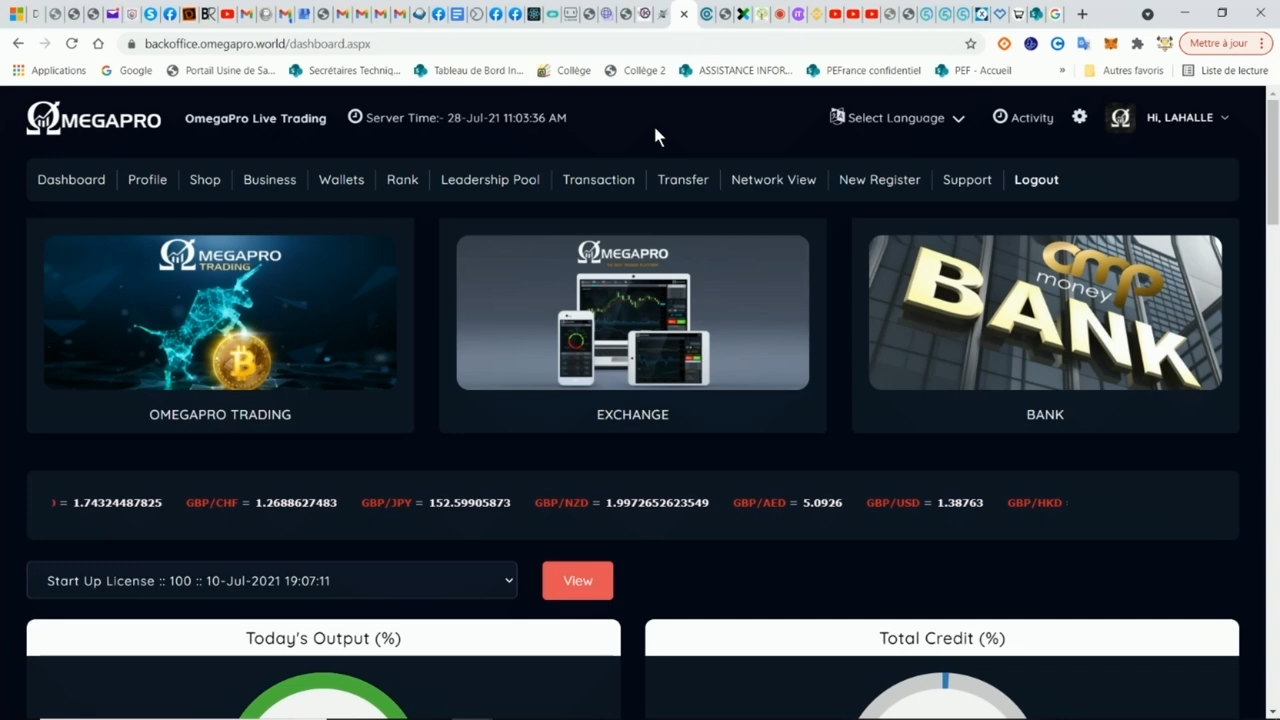 backoffice.omegapro.world/dashboard.aspx
Mettre à jour
Applications
Google
Portail Usine de Sa...
Secrétaires Techniq...
Tableau de Bord In...
Collège
Collège 2
ASSISTANCE INFOR...
PEFrance confidentiel
PEF - Accueil
»
Autres favoris
Liste de lecture
ΩMEGAPRO
OmegaPro Live Trading
Server Time:- 28-Jul-21 11:03:36 AM
Select Language
Activity
HI, LAHALLE
Dashboard
Profile
Shop
Business
Wallets
Rank
Leadership Pool
Transaction
Transfer
Network View
New Register
Support
Logout
ΩMEGAPRO
TRADING
OMEGAPRO TRADING
ΩMEGAPRO
EXCHANGE
cmp
money
BANK
BANK
= 1.74324487825 GBP/CHF = 1.2688627483 GBP/JPY = 152.59905873 GBP/NZD = 1.9972652623549 GBP/AED = 5.0926 GBP/USD = 1.38763 GBP/HKD
Start Up License :: 100 :: 10-Jul-2021 19:07:11
View
Today's Output (%)
Total Credit (%)